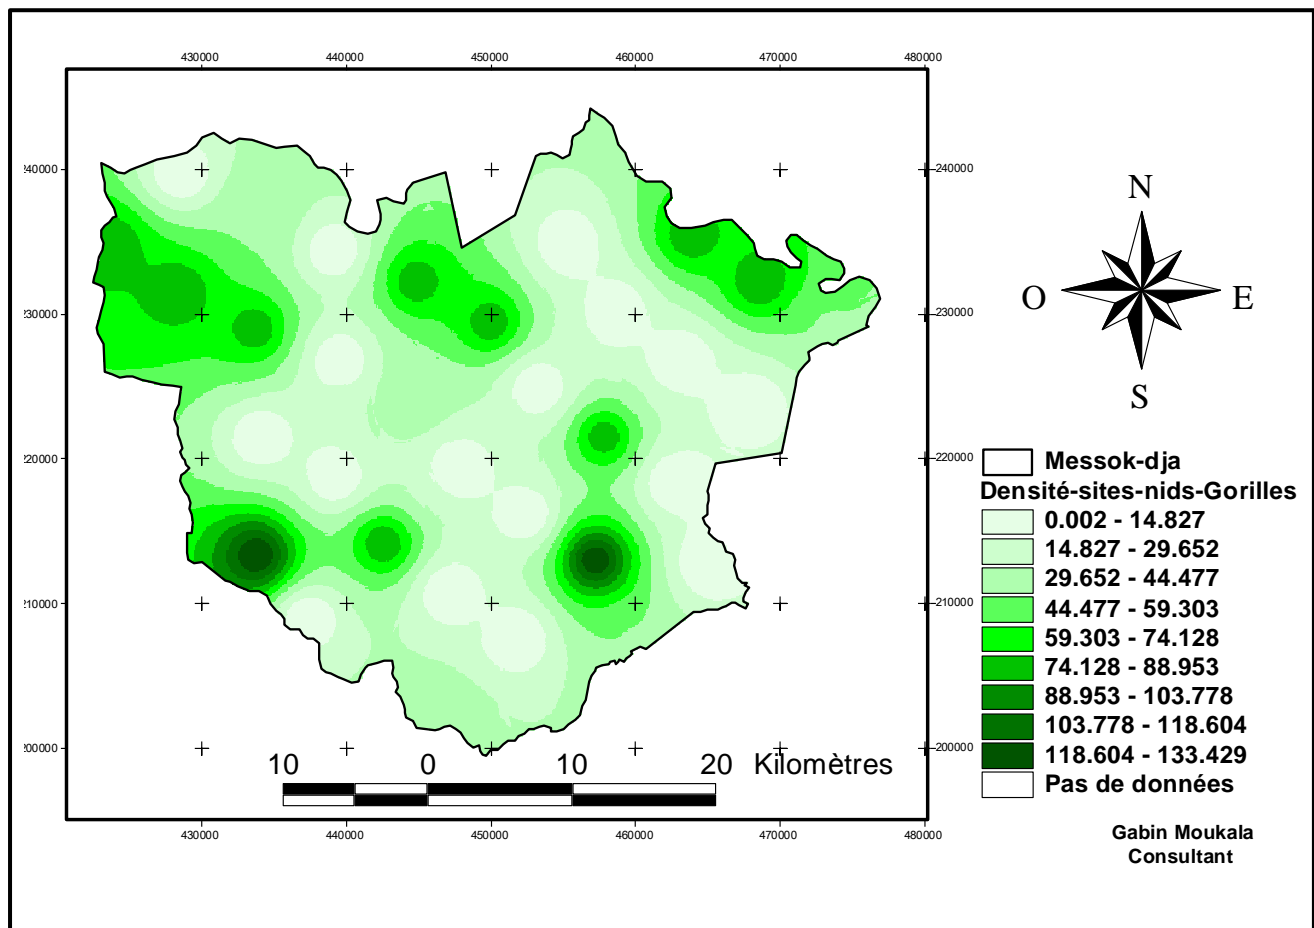 430000 440000 450000 460000 470000 480000
240000 240000
230000 230000
220000 220000
210000 210000
200000 200000
10 0 10 20 Kilomètres
430000 440000 450000 460000 470000 480000
N
O E
S
Messok-dja
Densité-sites-nids-Gorilles
0.002 - 14.827
14.827 - 29.652
29.652 - 44.477
44.477 - 59.303
59.303 - 74.128
74.128 - 88.953
88.953 - 103.778
103.778 - 118.604
118.604 - 133.429
Pas de données
Gabin Moukala
Consultant